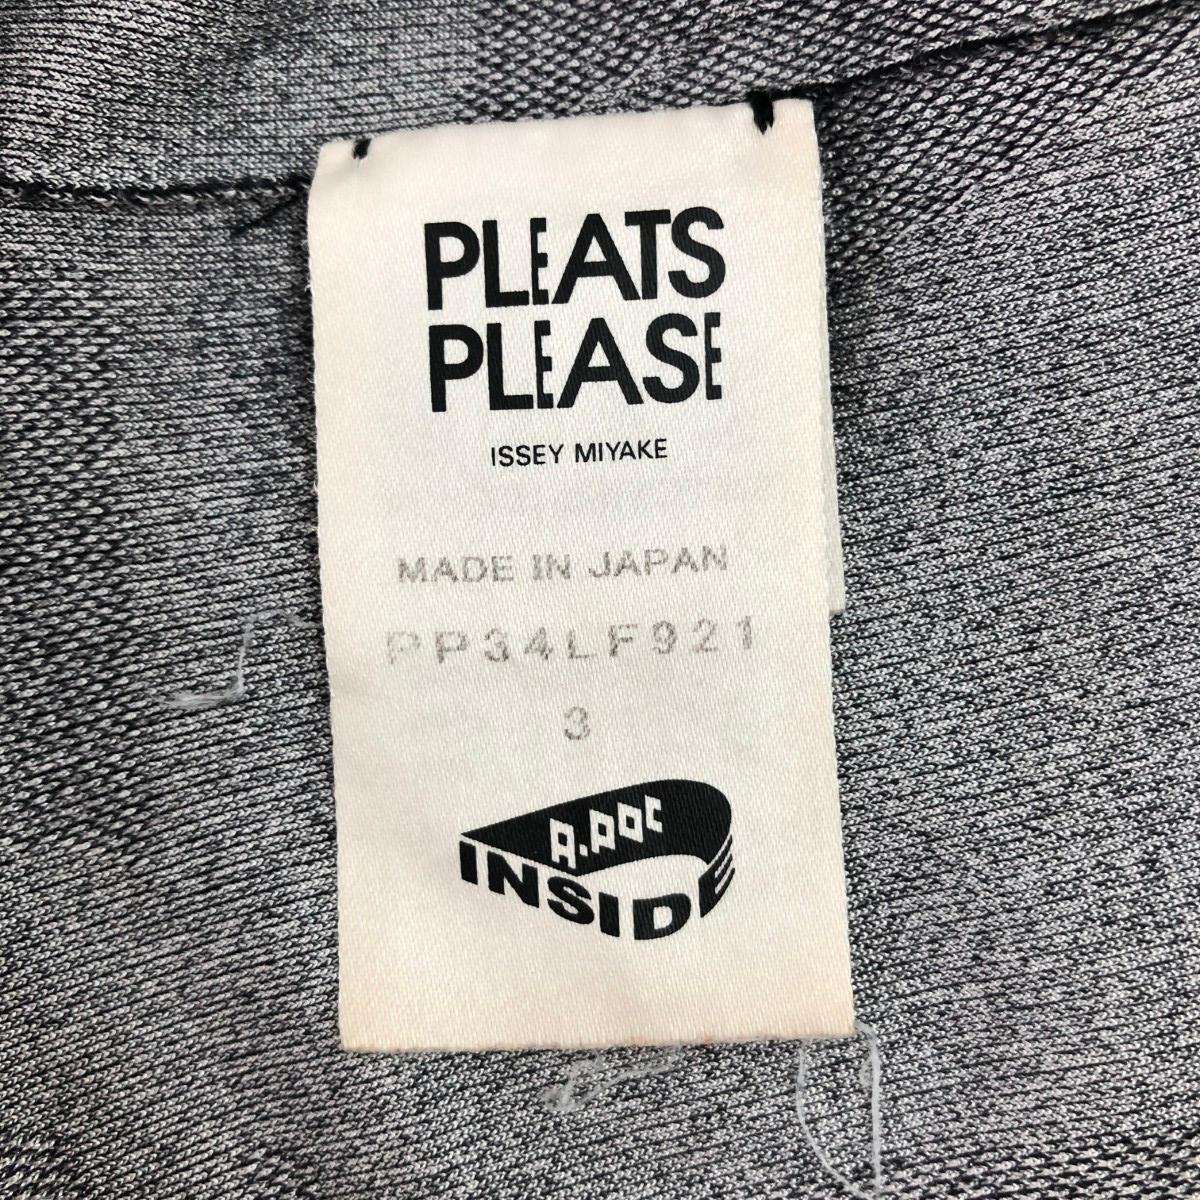 PLEATS
PLEASE
ISSEY MIYAKE
MADE IN JAPAN
PP34LF921
3
A.POC
INSIDE